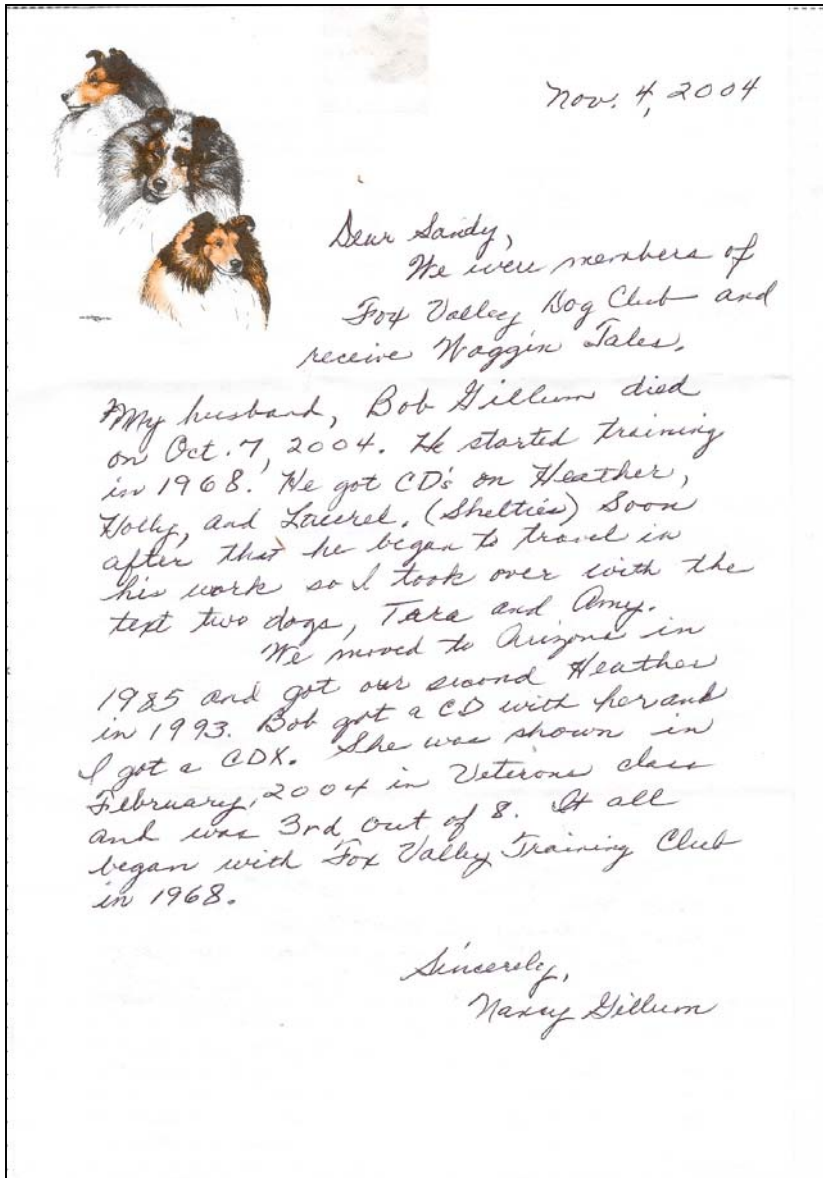 Nov. 4, 2004
Dear Sandy,
We were members of
Fox Valley Dog Club and
receive Waggin Tales.
My husband, Bob Gillum died
on Oct. 7, 2004. He started training
in 1968. He got CD's on Heather,
Holly, and Laurel. (Shelties) Soon
after that he began to travel in
his work so I took over with the
text two dogs, Tara and Amy.
We moved to Arizona in
1985 and got our second Heather
in 1993. Bob got a CD with her and
I got a CDX. She was shown in
February, 2004 in Veterans class
and was 3rd out of 8. It all
began with Fox Valley Training Club
in 1968.
Sincerely,
Nancy Gillum